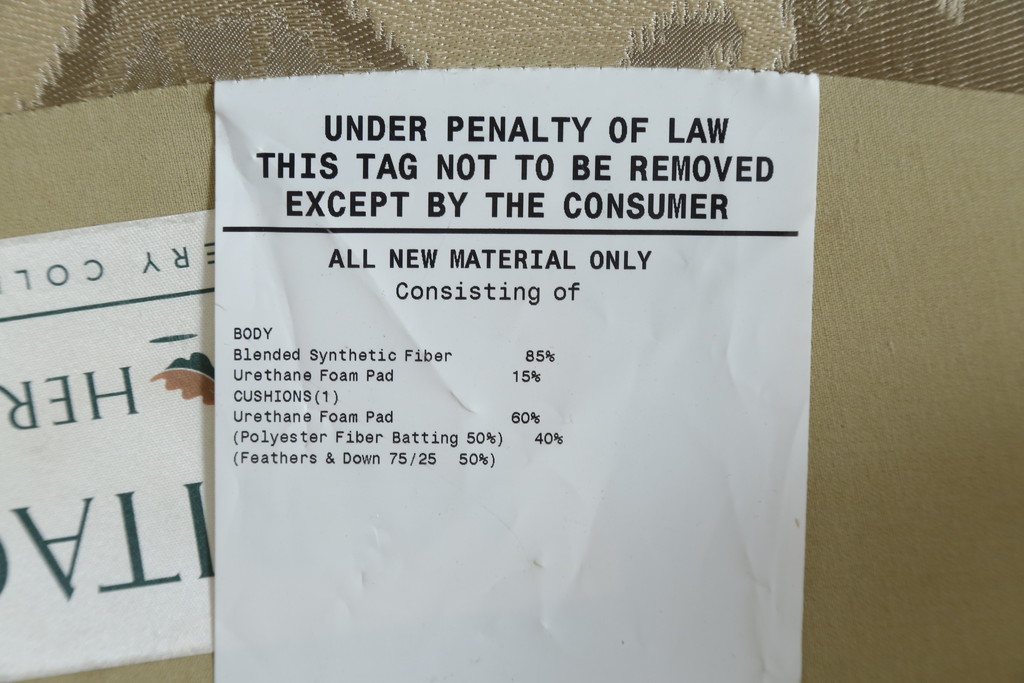 UNDER PENALTY OF LAW
THIS TAG NOT TO BE REMOVED
EXCEPT BY THE CONSUMER
ALL NEW MATERIAL ONLY
Consisting of
BODY
Blended Synthetic Fiber 85%
Urethane Foam Pad 15%
CUSHIONS(1)
Urethane Foam Pad 60%
(Polyester Fiber Batting 50%) 40%
(Feathers & Down 75/25 50%)